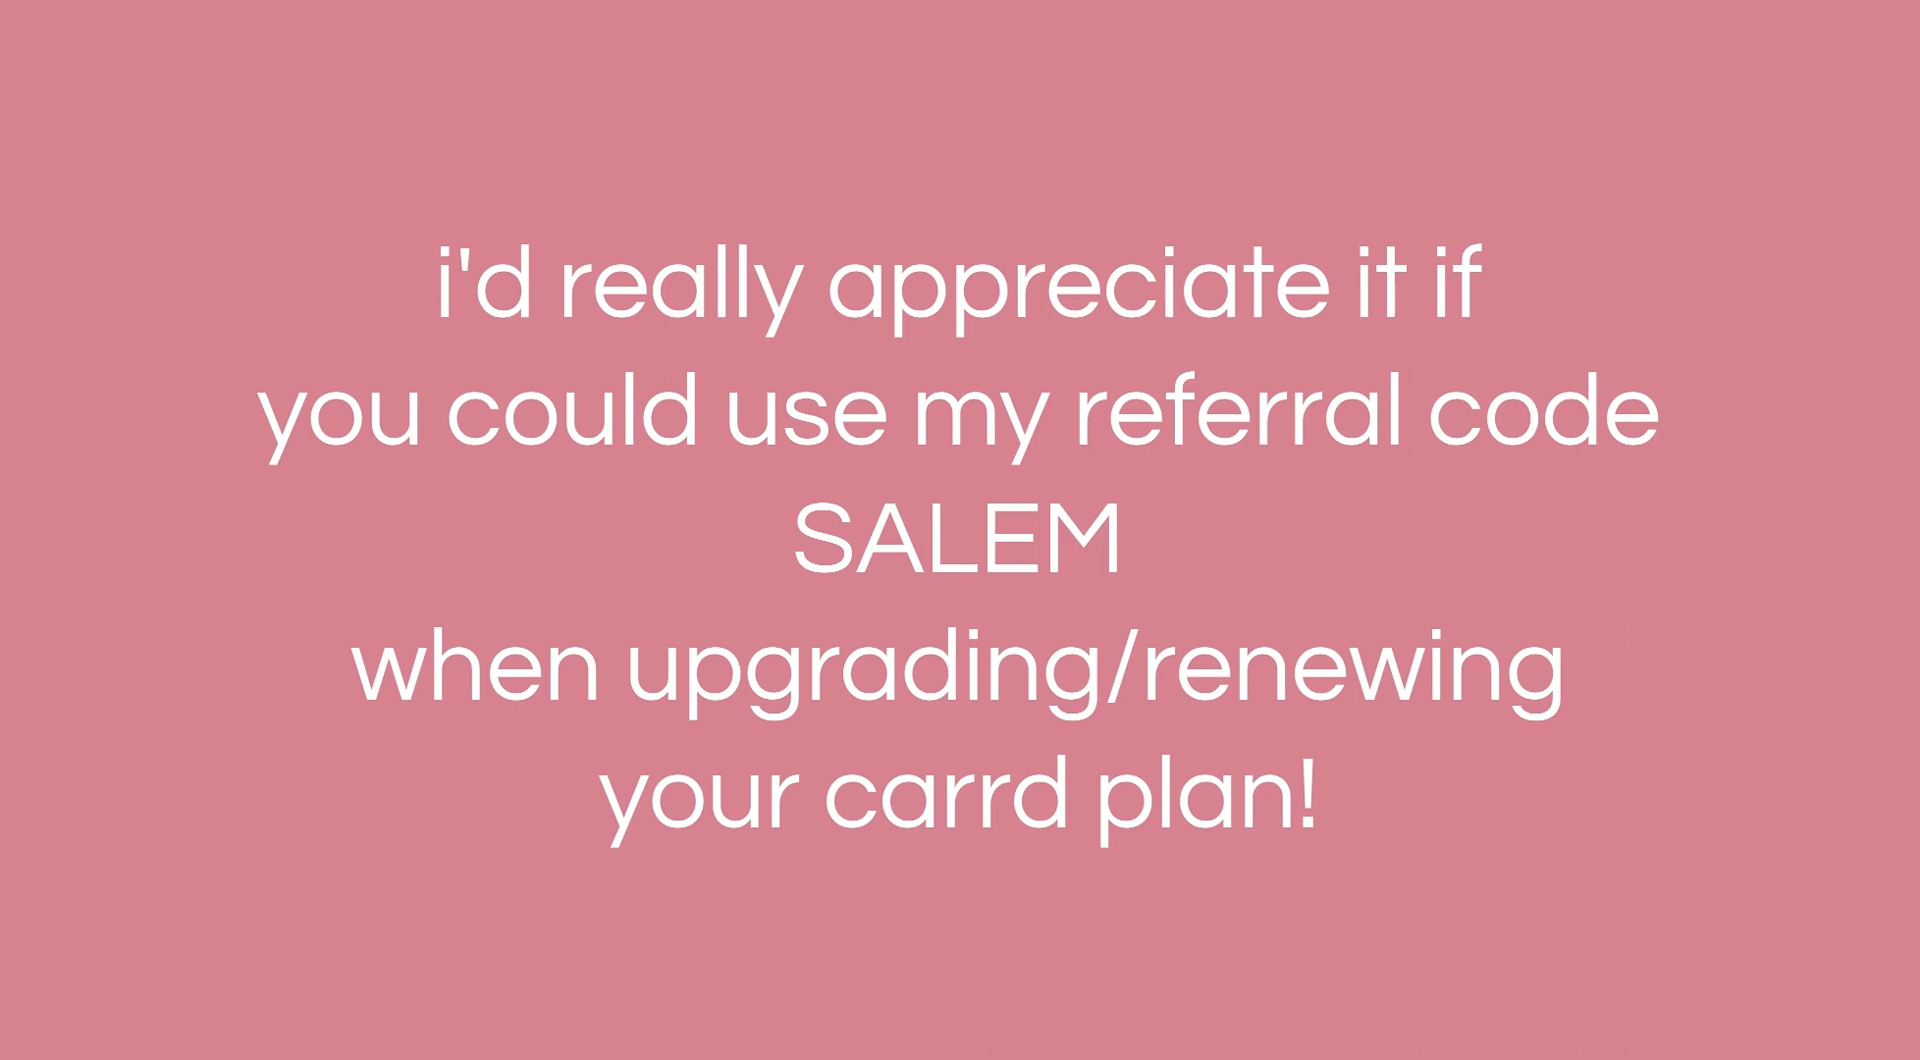 i'd really appreciate it if
you could use my referral code
SALEM
when upgrading/renewing
your carrd plan!